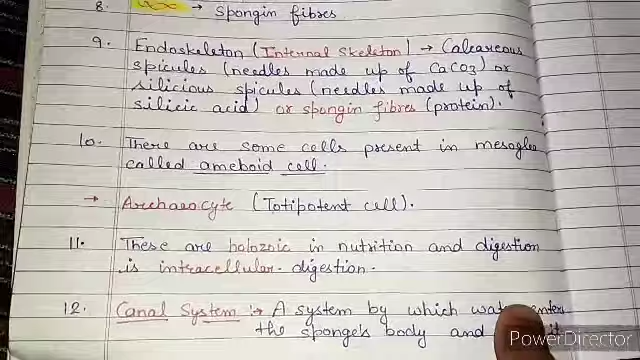 8. → Spongin fibres
9. Endoskeleton (Internal Skeleton) → Calcareous
spicules (needles made up of CaCO3) or
silicious spicules (needles made up of
silicic acid) or spongin fibres (protein).
10. There are some cells present in mesoglea
called ameboid cell.
→ Archaeocyte (Totipotent cell).
11. These are holozoic in nutrition and digestion
is intracellular digestion.
12. Canal System :→ A system by which water enters
the sponge's body and
PowerDirector